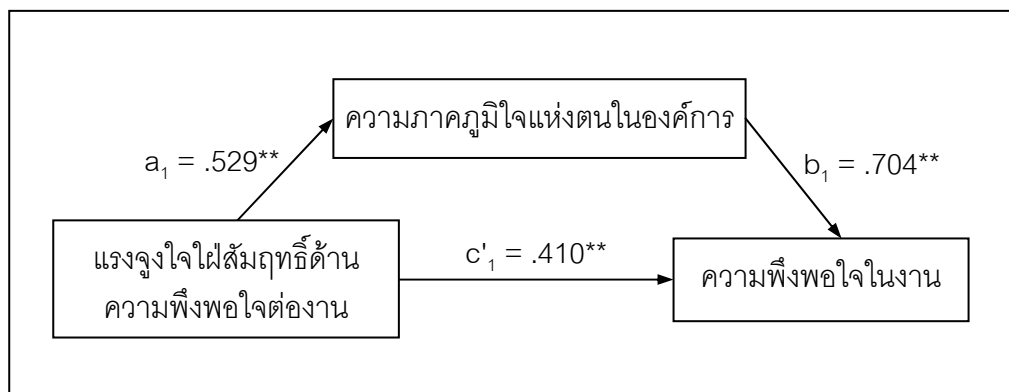 ความภาคภูมิใจแห่งตนในองค์การ
a₁ = .529**
b₁ = .704**
แรงจูงใจใฝ่สัมฤทธิ์ด้าน
ความพึงพอใจต่องาน
c'₁ = .410**
ความพึงพอใจในงาน